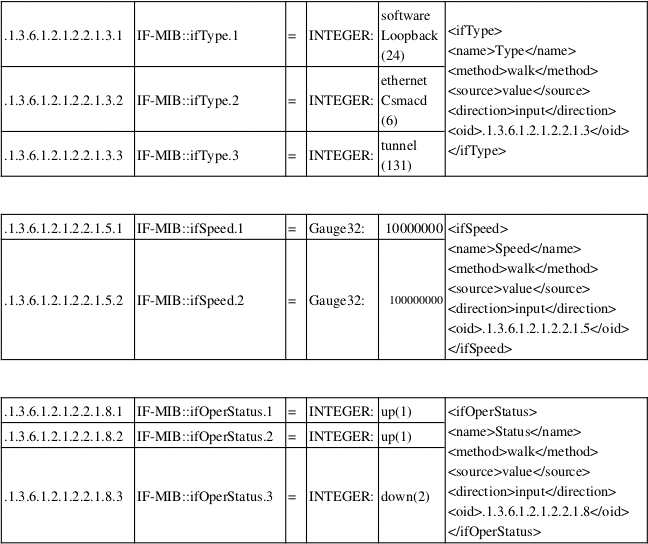 .1.3.6.1.2.1.2.2.1.3.1 IF-MIB::ifType.1 = INTEGER: software
Loopback
(24)
.1.3.6.1.2.1.2.2.1.3.2 IF-MIB::ifType.2 = INTEGER: ethernet
Csmacd
(6)
.1.3.6.1.2.1.2.2.1.3.3 IF-MIB::ifType.3 = INTEGER: tunnel
(131)
<ifType>
<name>Type</name>
<method>walk</method>
<source>value</source>
<direction>input</direction>
<oid>.1.3.6.1.2.1.2.2.1.3</oid>
</ifType>
.1.3.6.1.2.1.2.2.1.5.1 IF-MIB::ifSpeed.1 = Gauge32: 10000000
.1.3.6.1.2.1.2.2.1.5.2 IF-MIB::ifSpeed.2 = Gauge32: 100000000
<ifSpeed>
<name>Speed</name>
<method>walk</method>
<source>value</source>
<direction>input</direction>
<oid>.1.3.6.1.2.1.2.2.1.5</oid>
</ifSpeed>
.1.3.6.1.2.1.2.2.1.8.1 IF-MIB::ifOperStatus.1 = INTEGER: up(1)
.1.3.6.1.2.1.2.2.1.8.2 IF-MIB::ifOperStatus.2 = INTEGER: up(1)
.1.3.6.1.2.1.2.2.1.8.3 IF-MIB::ifOperStatus.3 = INTEGER: down(2)
<ifOperStatus>
<name>Status</name>
<method>walk</method>
<source>value</source>
<direction>input</direction>
<oid>.1.3.6.1.2.1.2.2.1.8</oid>
</ifOperStatus>